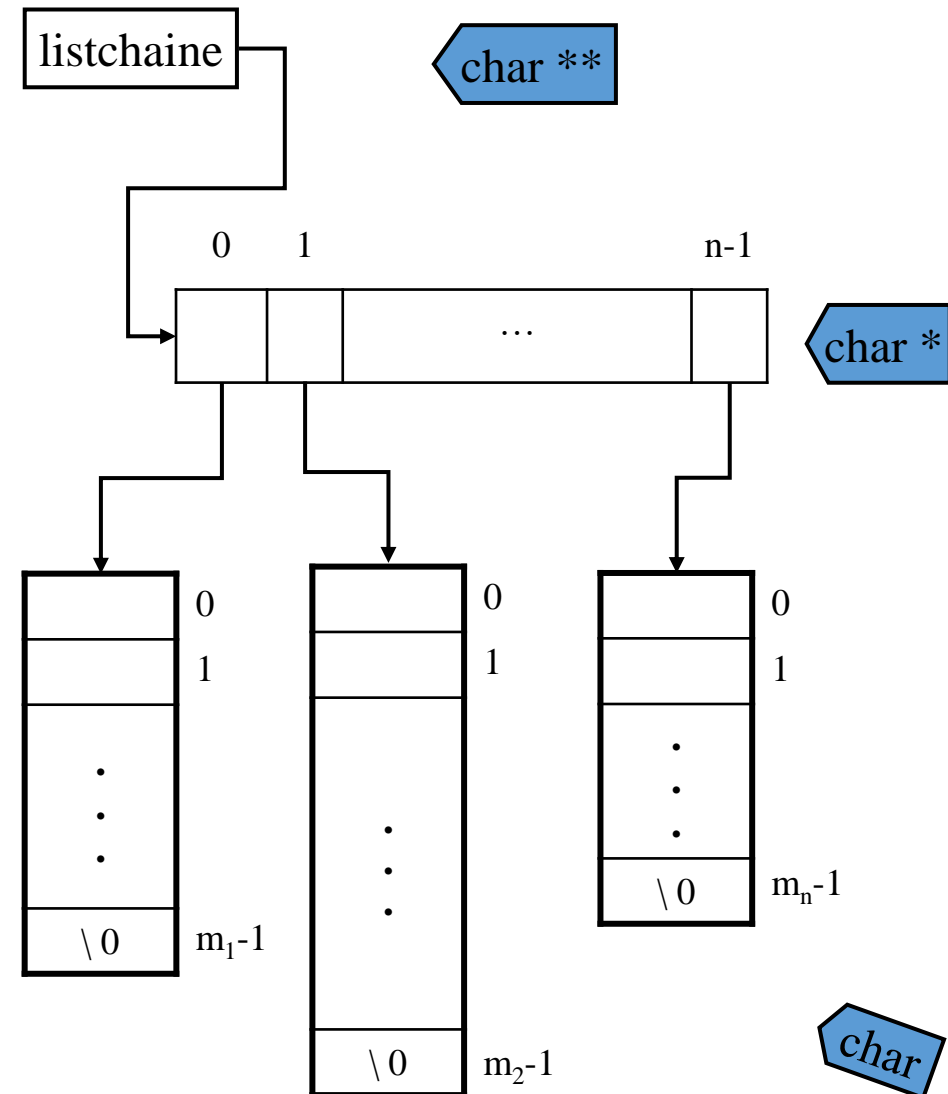 listchaine
char **
0 1 n-1
...
char *
0 0 0
1 1 1
\ 0 m₁-1
\ 0 m₂-1
\ 0 mₙ-1
char